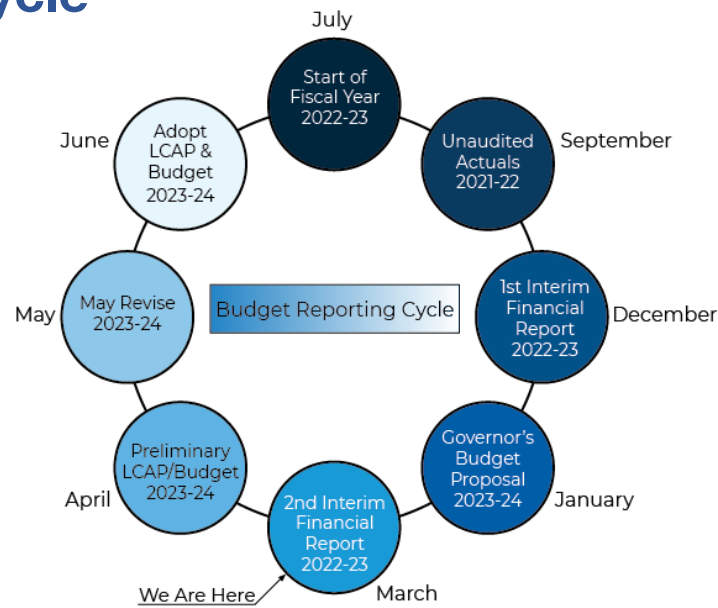 July
Start of
Fiscal Year
2022-23
Unaudited
Actuals
2021-22
September
1st Interim
Financial
Report
2022-23
December
Governor's
Budget
Proposal
2023-24
January
2nd Interim
Financial
Report
2022-23
March
We Are Here
Preliminary
LCAP/Budget
2023-24
April
May Revise
2023-24
May
Adopt
LCAP &
Budget
2023-24
June
Budget Reporting Cycle